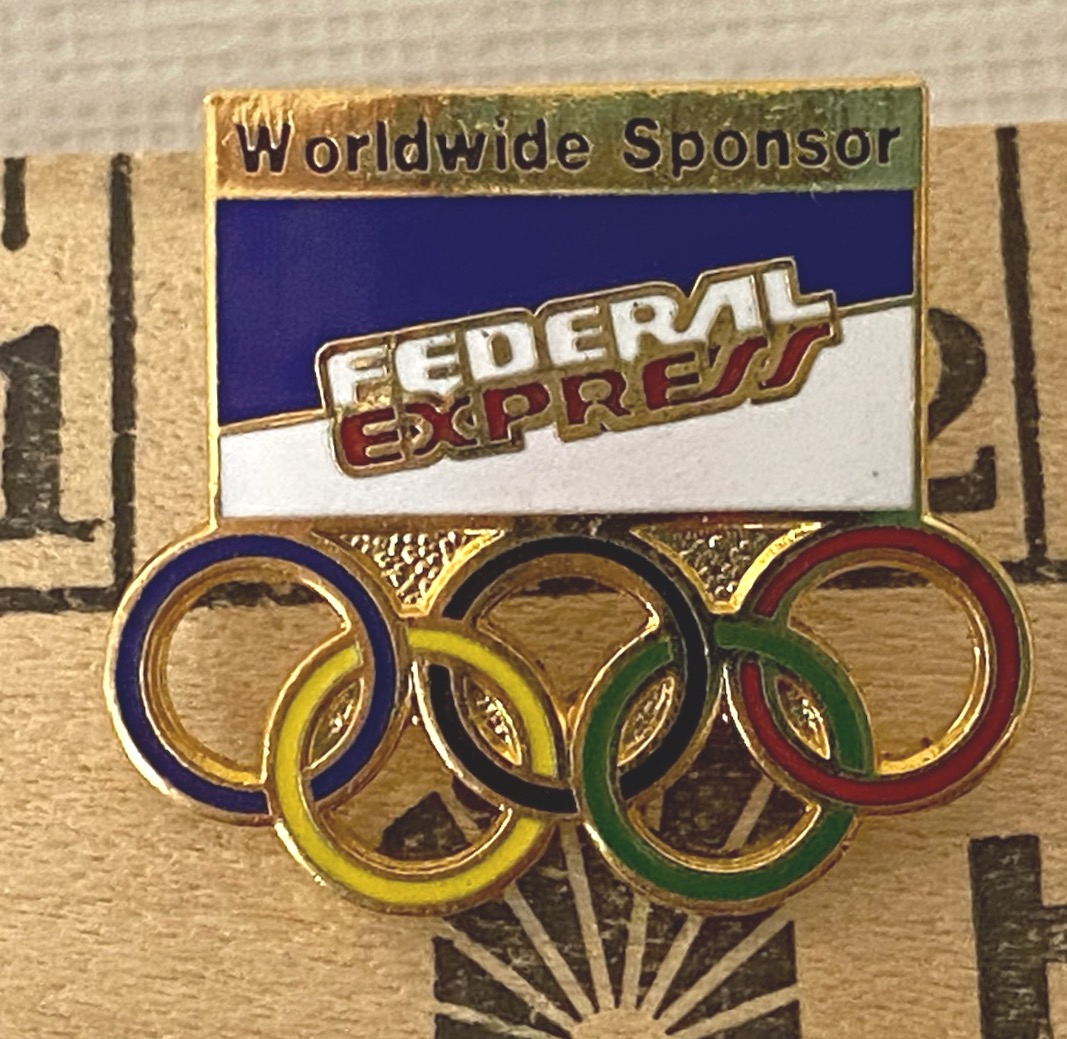 Worldwide Sponsor
FEDERAL
EXPRESS
1
2
H